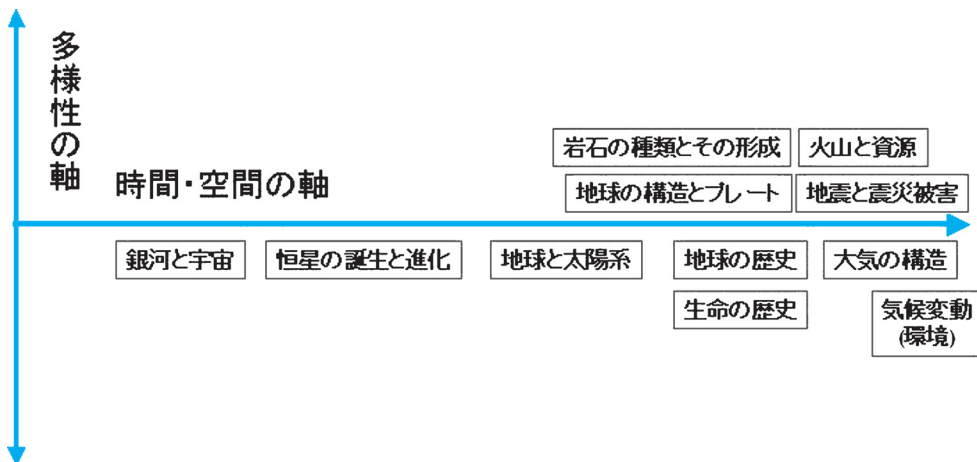 多様性の軸
時間・空間の軸
岩石の種類とその形成
火山と資源
地球の構造とプレート
地震と震災被害
銀河と宇宙
恒星の誕生と進化
地球と太陽系
地球の歴史
大気の構造
生命の歴史
気候変動
(環境)